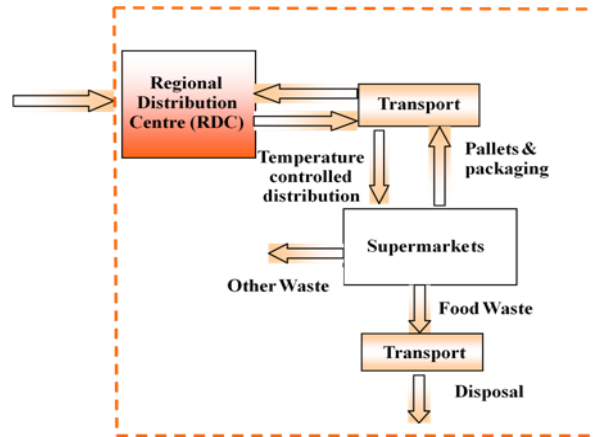 Regional
Distribution
Centre (RDC)
Transport
Temperature
controlled
distribution
Pallets &
packaging
Supermarkets
Other Waste
Food Waste
Transport
Disposal